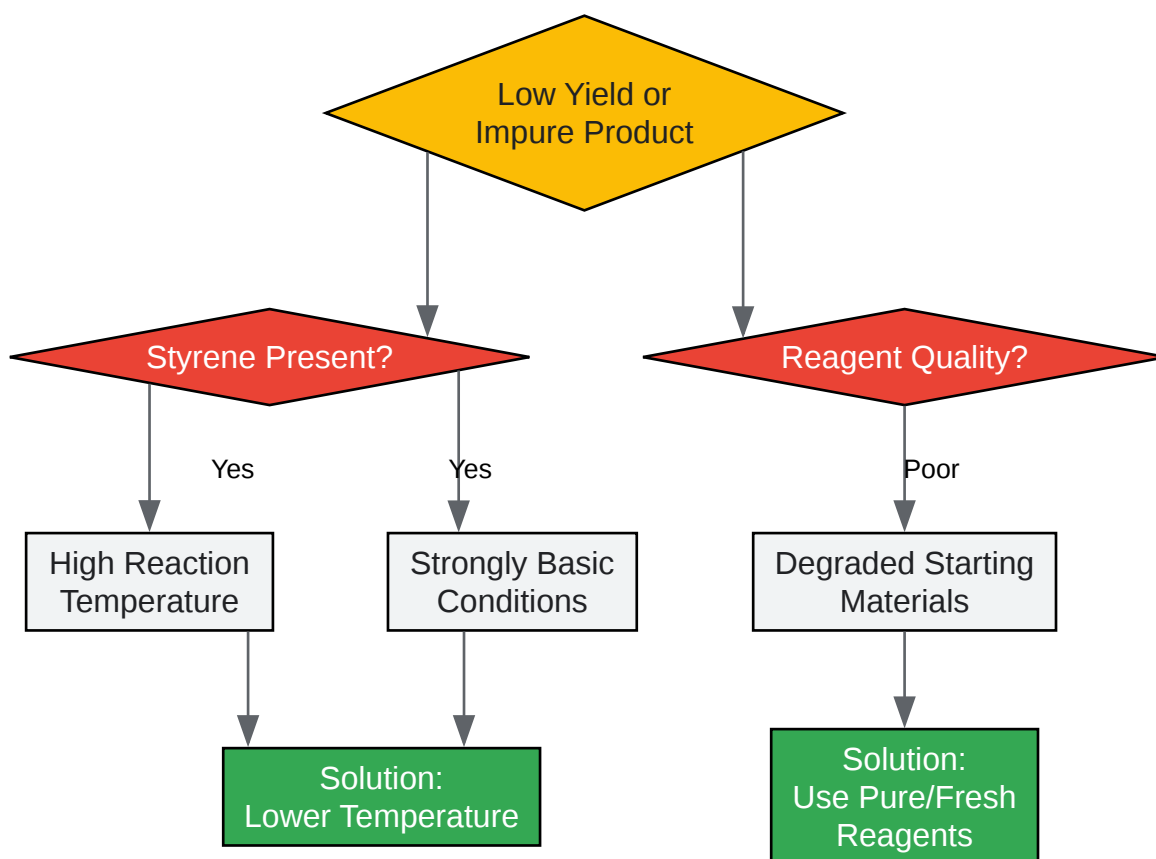 Low Yield or
Impure Product
Styrene Present?
Reagent Quality?
Yes
Yes
Poor
High Reaction
Temperature
Strongly Basic
Conditions
Degraded Starting
Materials
Solution:
Lower Temperature
Solution:
Use Pure/Fresh
Reagents